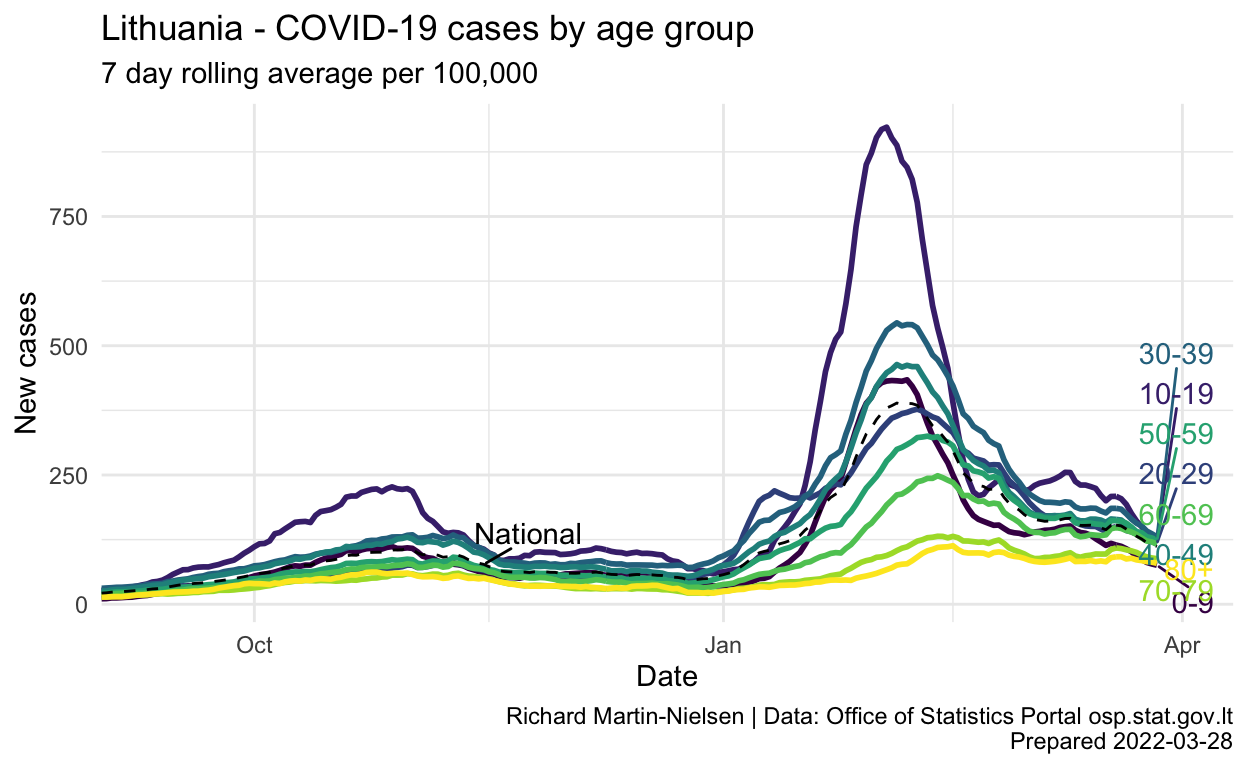 Lithuania - COVID-19 cases by age group
7 day rolling average per 100,000
New cases
750
500
250
0
National
30-39
10-19
50-59
20-29
60-69
40-49
80+
70-79
0-9
Oct
Jan
Apr
Date
Richard Martin-Nielsen | Data: Office of Statistics Portal osp.stat.gov.lt
Prepared 2022-03-28